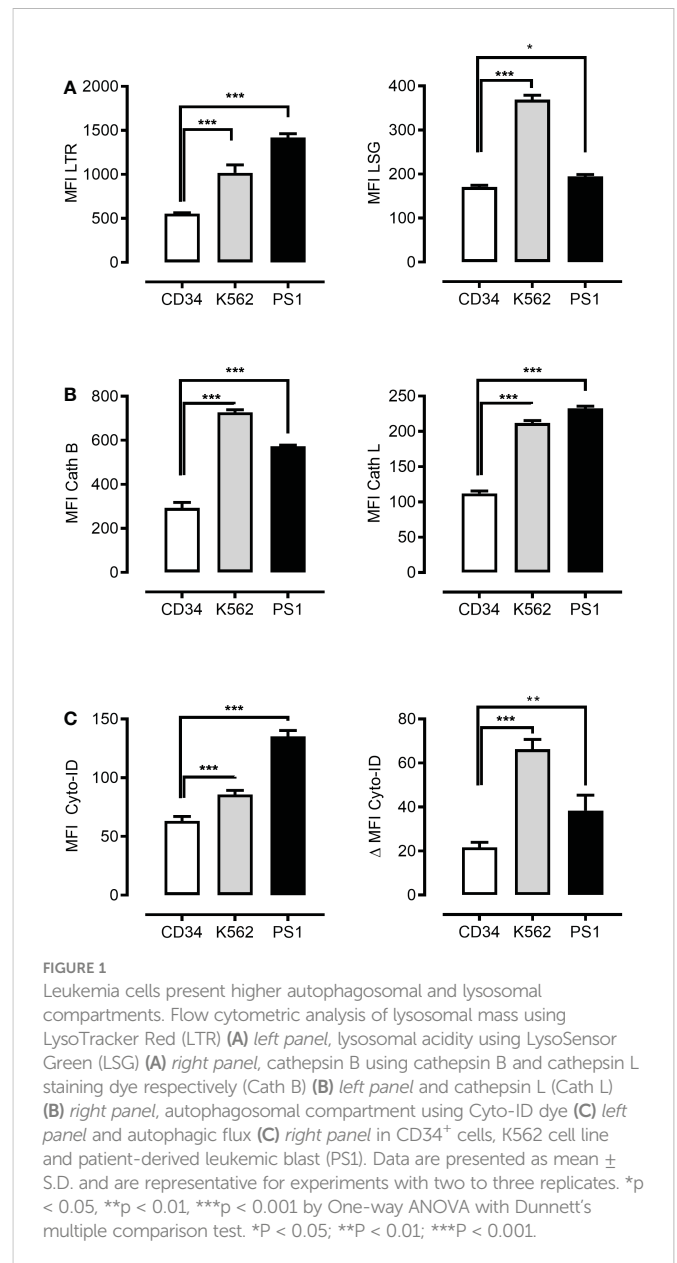 A
MFI LTR
2000
1500
1000
500
0
***
***
CD34 K562 PS1
MFI LSG
400
300
200
100
0
*
***
CD34 K562 PS1
B
MFI Cath B
800
600
400
200
0
***
***
CD34 K562 PS1
MFI Cath L
250
200
150
100
50
0
***
***
CD34 K562 PS1
C
MFI Cyto-ID
150
100
50
0
***
***
CD34 K562 PS1
Δ MFI Cyto-ID
80
60
40
20
0
**
***
CD34 K562 PS1
FIGURE 1
Leukemia cells present higher autophagosomal and lysosomal
compartments. Flow cytometric analysis of lysosomal mass using
LysoTracker Red (LTR) (A) left panel, lysosomal acidity using LysoSensor
Green (LSG) (A) right panel, cathepsin B using cathepsin B and cathepsin L
staining dye respectively (Cath B) (B) left panel and cathepsin L (Cath L)
(B) right panel, autophagosomal compartment using Cyto-ID dye (C) left
panel and autophagic flux (C) right panel in CD34+ cells, K562 cell line
and patient-derived leukemic blast (PS1). Data are presented as mean ±
S.D. and are representative for experiments with two to three replicates. *p
< 0.05, **p < 0.01, ***p < 0.001 by One-way ANOVA with Dunnett's
multiple comparison test. *P < 0.05; **P < 0.01; ***P < 0.001.